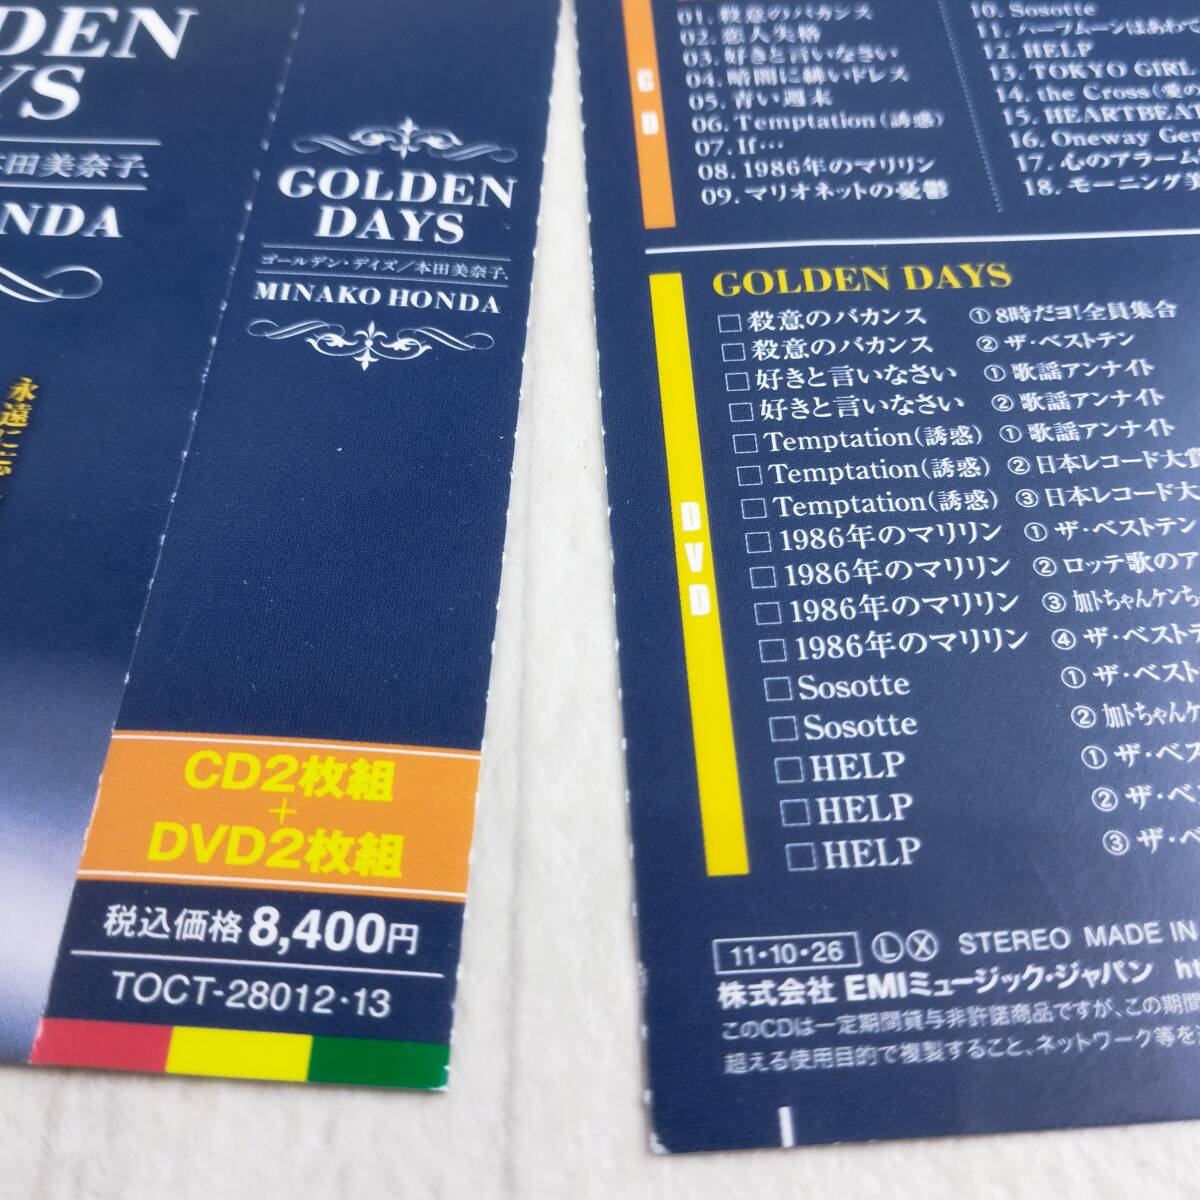 DEN
YS
本田美奈子.
NDA
永遠に
GOLDEN
DAYS
ゴールデン・デイズ/本田美奈子.
MINAKO HONDA
CD2枚組
+
DVD2枚組
税込価格8,400円
TOCT-28012・13
CD
01. 殺意のバカンス
02. 恋人失格
03. 好きと言いなさい
04. 暗闇に緋いドレス
05. 青い週末
06. Temptation(誘惑)
07. If…
08. 1986年のマリリン
09. マリオネットの憂鬱
10. Sosotte
11. ハーフムーンはあわて
12. HELP
13. TOKYO GIRL
14. the Cross(愛の
15. HEARTBEAT
16. Oneway Gen
17. 心のアラーム
18. モーニング美
DVD
GOLDEN DAYS
□殺意のバカンス ①8時だヨ!全員集合
□殺意のバカンス ②ザ・ベストテン
□好きと言いなさい ①歌謡アンナイト
□好きと言いなさい ②歌謡アンナイト
□Temptation(誘惑) ①歌謡アンナイト
□Temptation(誘惑) ②日本レコード大賞
□Temptation(誘惑) ③日本レコード大
□1986年のマリリン ①ザ・ベストテン
□1986年のマリリン ②ロッテ歌のア
□1986年のマリリン ③加トちゃんケンち
□1986年のマリリン ④ザ・ベスト
□Sosotte ①ザ・ベスト
□Sosotte ②加トちゃんケ
□HELP ①ザ・ベス
□HELP ②ザ・ベ
□HELP ③ザ・ベ
11・10・26 Ⓛ Ⓧ STEREO MADE IN
株式会社 EMIミュージック・ジャパン ht
このCDは一定期間貸与非許諾商品ですが、この期間
超える使用目的で複製すること、ネットワーク等を